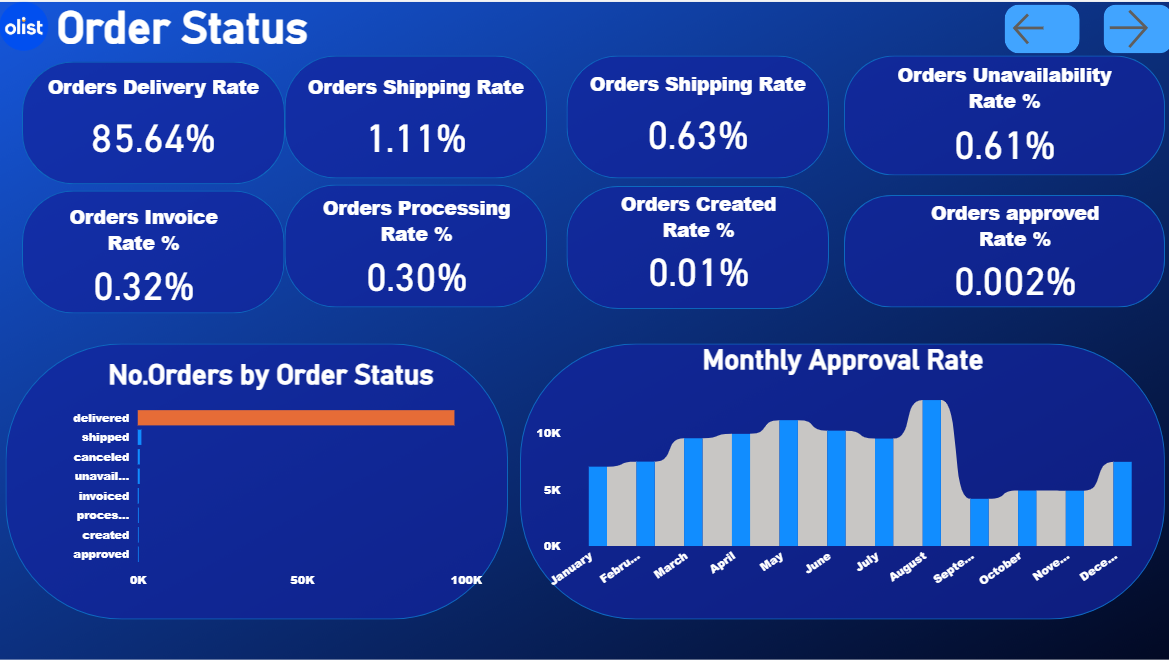 olist
Order Status
Orders Delivery Rate
85.64%
Orders Shipping Rate
1.11%
Orders Shipping Rate
0.63%
Orders Unavailability
Rate %
0.61%
Orders Invoice
Rate %
0.32%
Orders Processing
Rate %
0.30%
Orders Created
Rate %
0.01%
Orders approved
Rate %
0.002%
No.Orders by Order Status
delivered
shipped
canceled
unavail...
invoiced
proces...
created
approved
0K
50K
100K
Monthly Approval Rate
10K
5K
0K
January
Febru...
March
April
May
June
July
August
Septe...
October
Nove...
Dece...